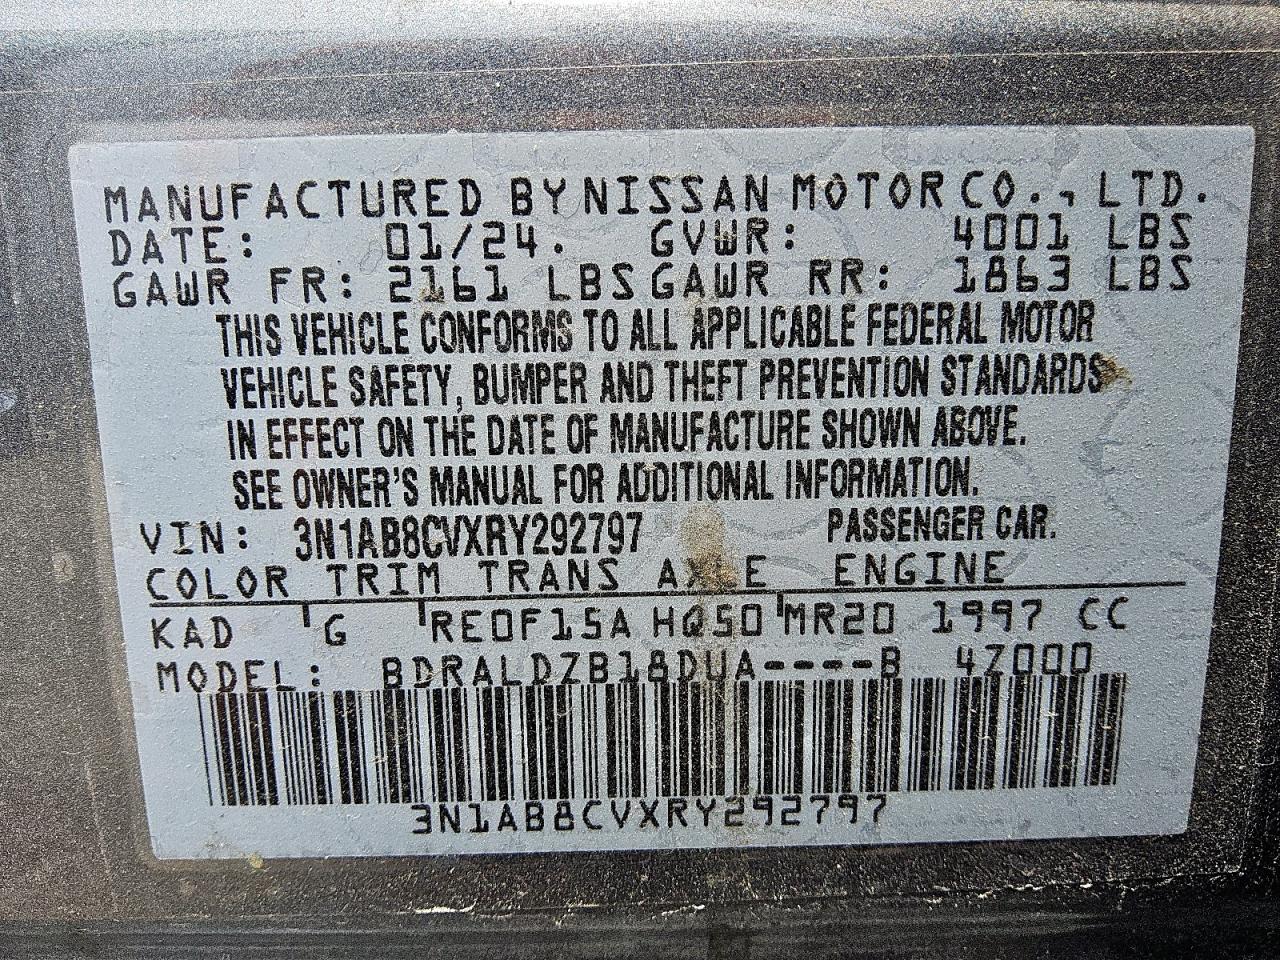 MANUFACTURED BY NISSAN MOTOR CO., LTD.
DATE: 01/24. GVWR: 4001 LBS
GAWR FR: 2161 LBS GAWR RR: 1863 LBS
THIS VEHICLE CONFORMS TO ALL APPLICABLE FEDERAL MOTOR
VEHICLE SAFETY, BUMPER AND THEFT PREVENTION STANDARDS
IN EFFECT ON THE DATE OF MANUFACTURE SHOWN ABOVE.
SEE OWNER'S MANUAL FOR ADDITIONAL INFORMATION.
VIN: 3N1AB8CVXRY292797 PASSENGER CAR.
COLOR TRIM TRANS AXLE ENGINE
KAD G RE0F15A HQ50 MR20 1997 CC
MODEL: BDRALDZB18DUA----B 4Z000
3N1AB8CVXRY292797